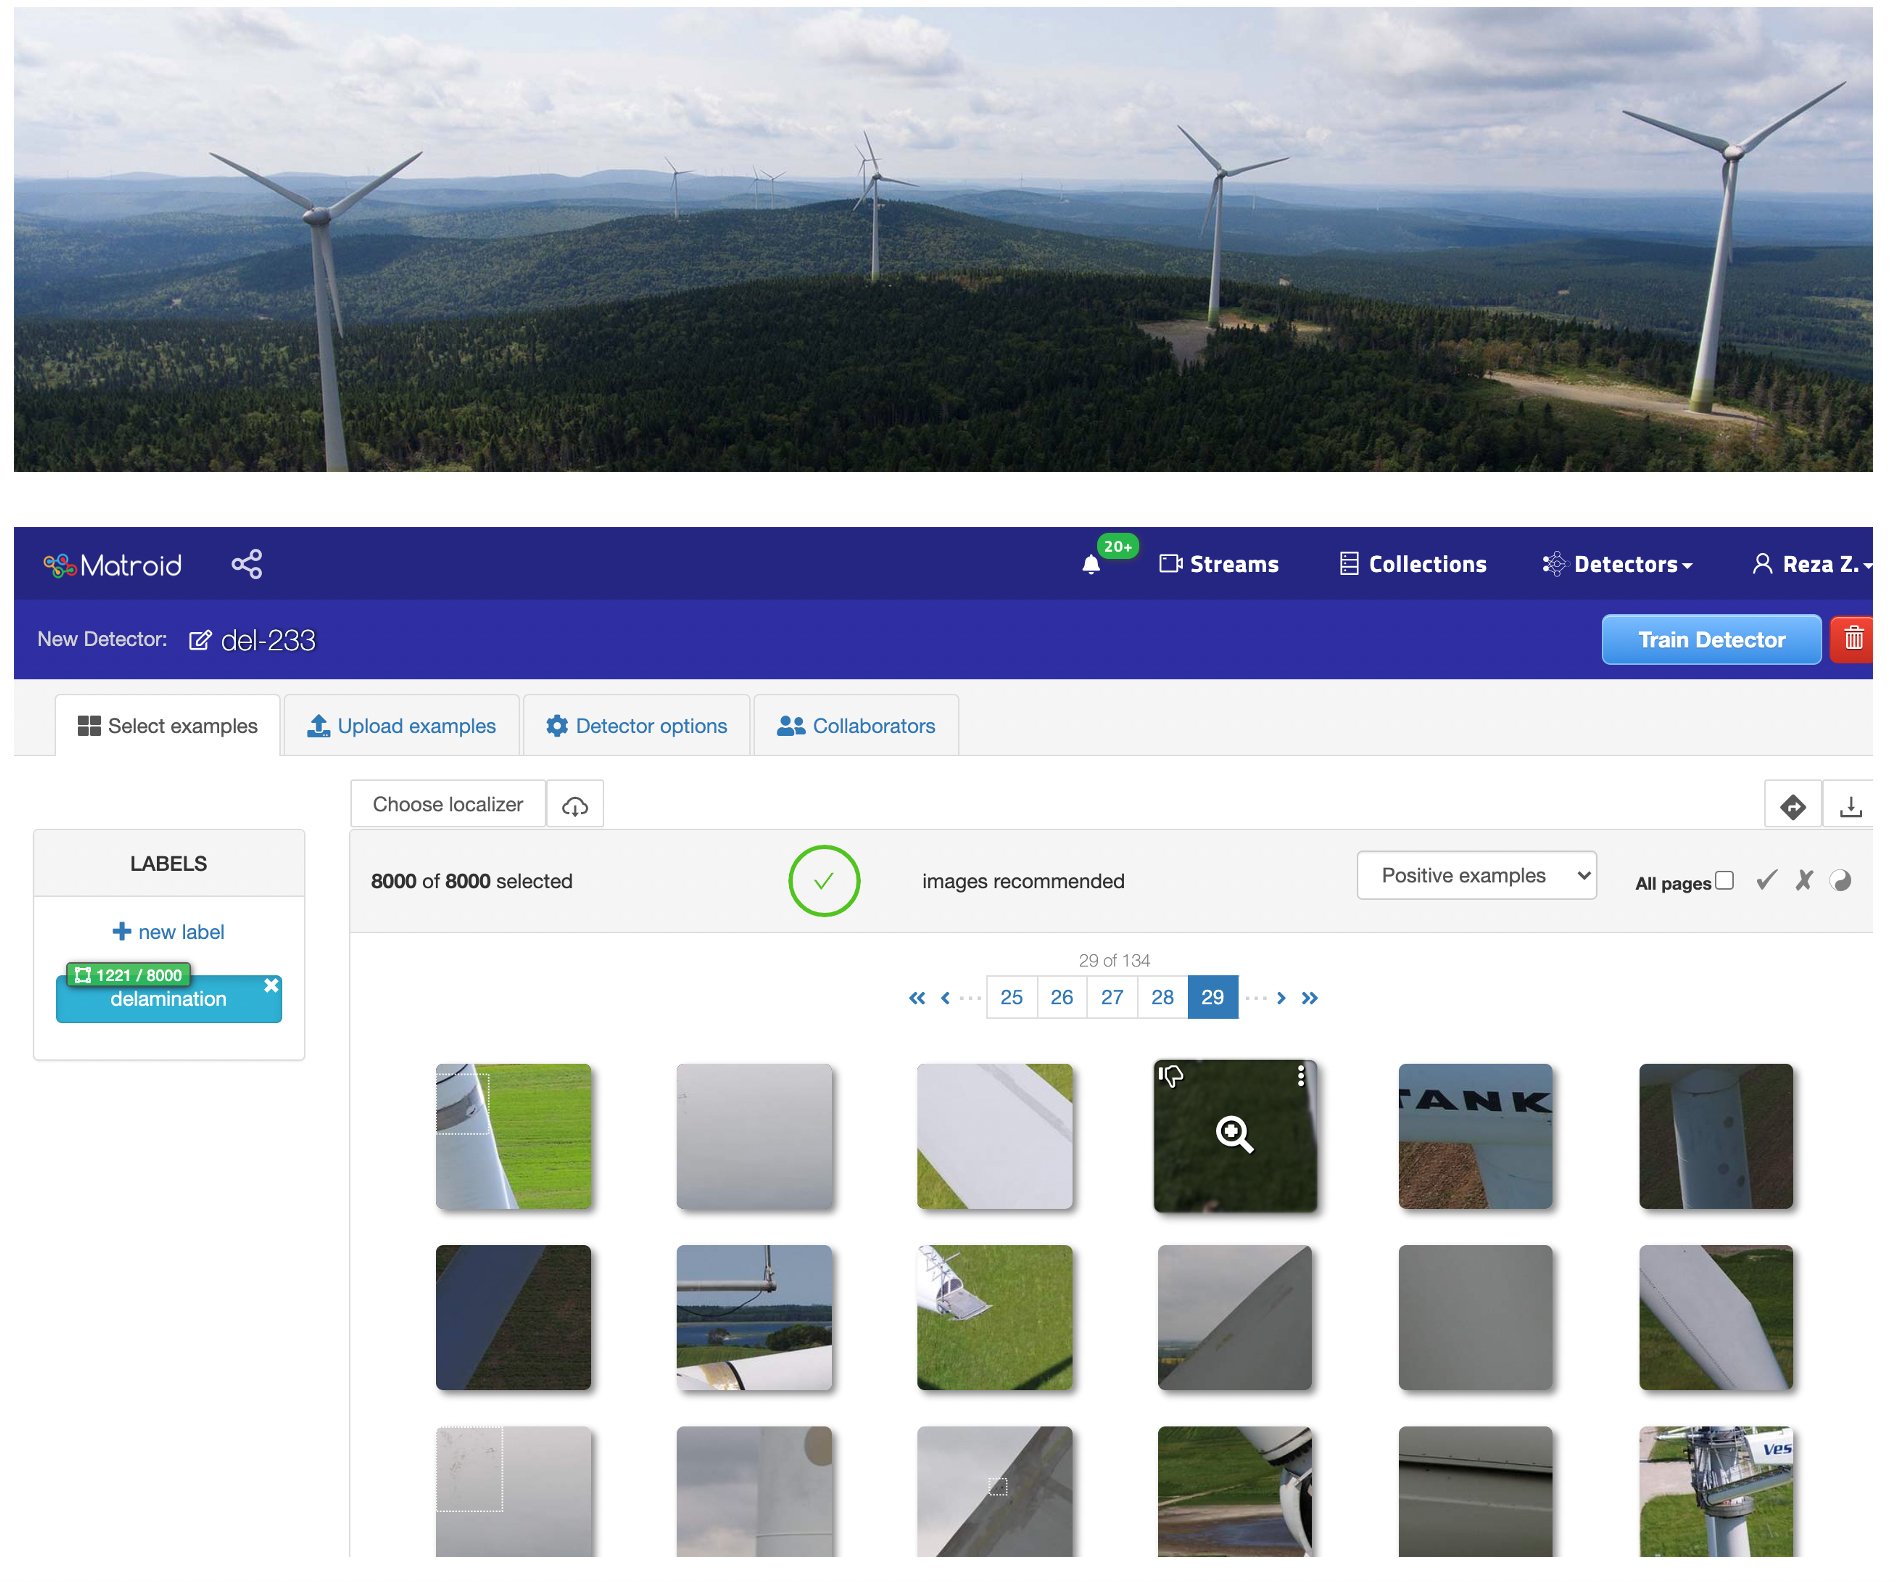 Matroid
20+
Streams
Collections
Detectors
Reza Z.
New Detector:
del-233
Train Detector
Select examples
Upload examples
Detector options
Collaborators
Choose localizer
LABELS
8000 of 8000 selected
images recommended
Positive examples
All pages
+ new label
1221 / 8000
delamination
29 of 134
« ‹ ... 25 26 27 28 29 ... › »
TANK
Ves